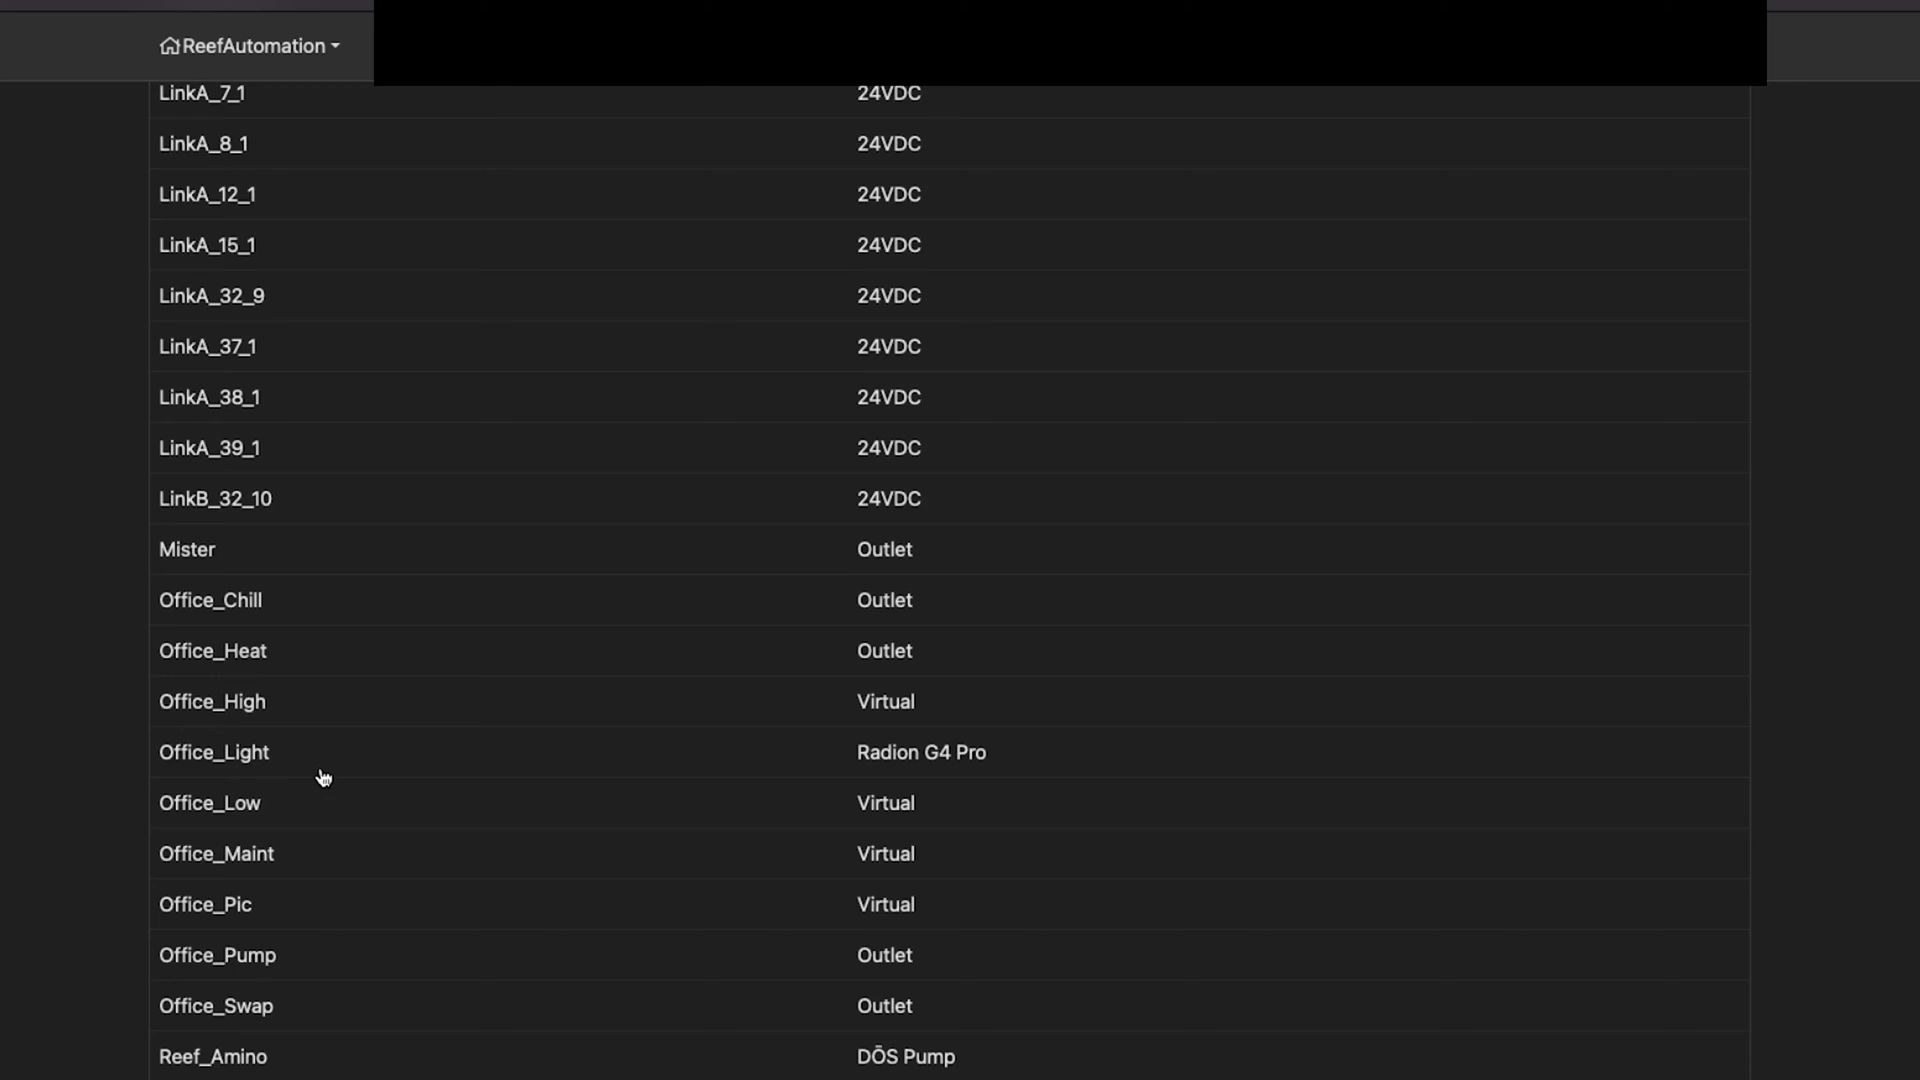 ReefAutomation
LinkA_7_1 24VDC
LinkA_8_1 24VDC
LinkA_12_1 24VDC
LinkA_15_1 24VDC
LinkA_32_9 24VDC
LinkA_37_1 24VDC
LinkA_38_1 24VDC
LinkA_39_1 24VDC
LinkB_32_10 24VDC
Mister Outlet
Office_Chill Outlet
Office_Heat Outlet
Office_High Virtual
Office_Light Radion G4 Pro
Office_Low Virtual
Office_Maint Virtual
Office_Pic Virtual
Office_Pump Outlet
Office_Swap Outlet
Reef_Amino DŌS Pump